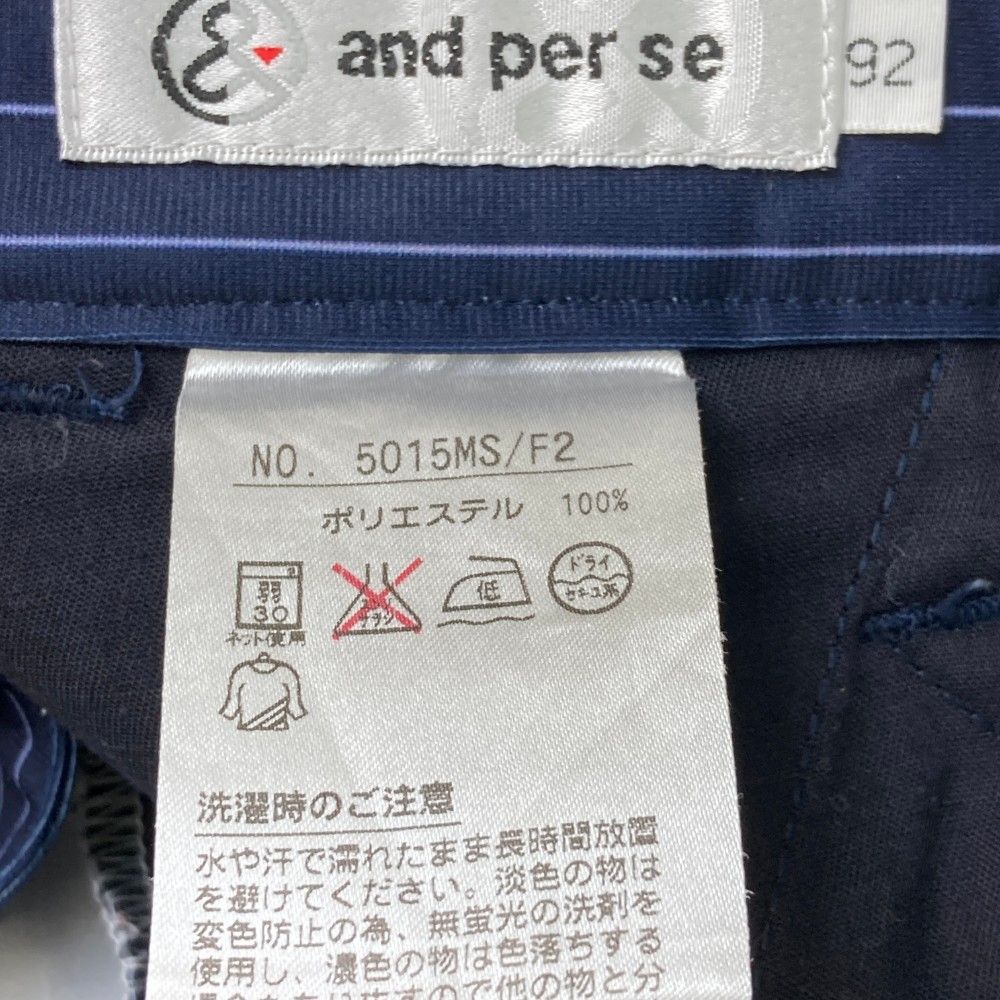 and per se
92
NO. 5015MS/F2
ポリエステル 100%
弱
30
ネット使用
低
ドライ
セキユ系
洗濯時のご注意
水や汗で濡れたまま長時間放置
を避けてください。淡色の物は
変色防止の為、無蛍光の洗剤を
使用し、濃色の物は色落ちする